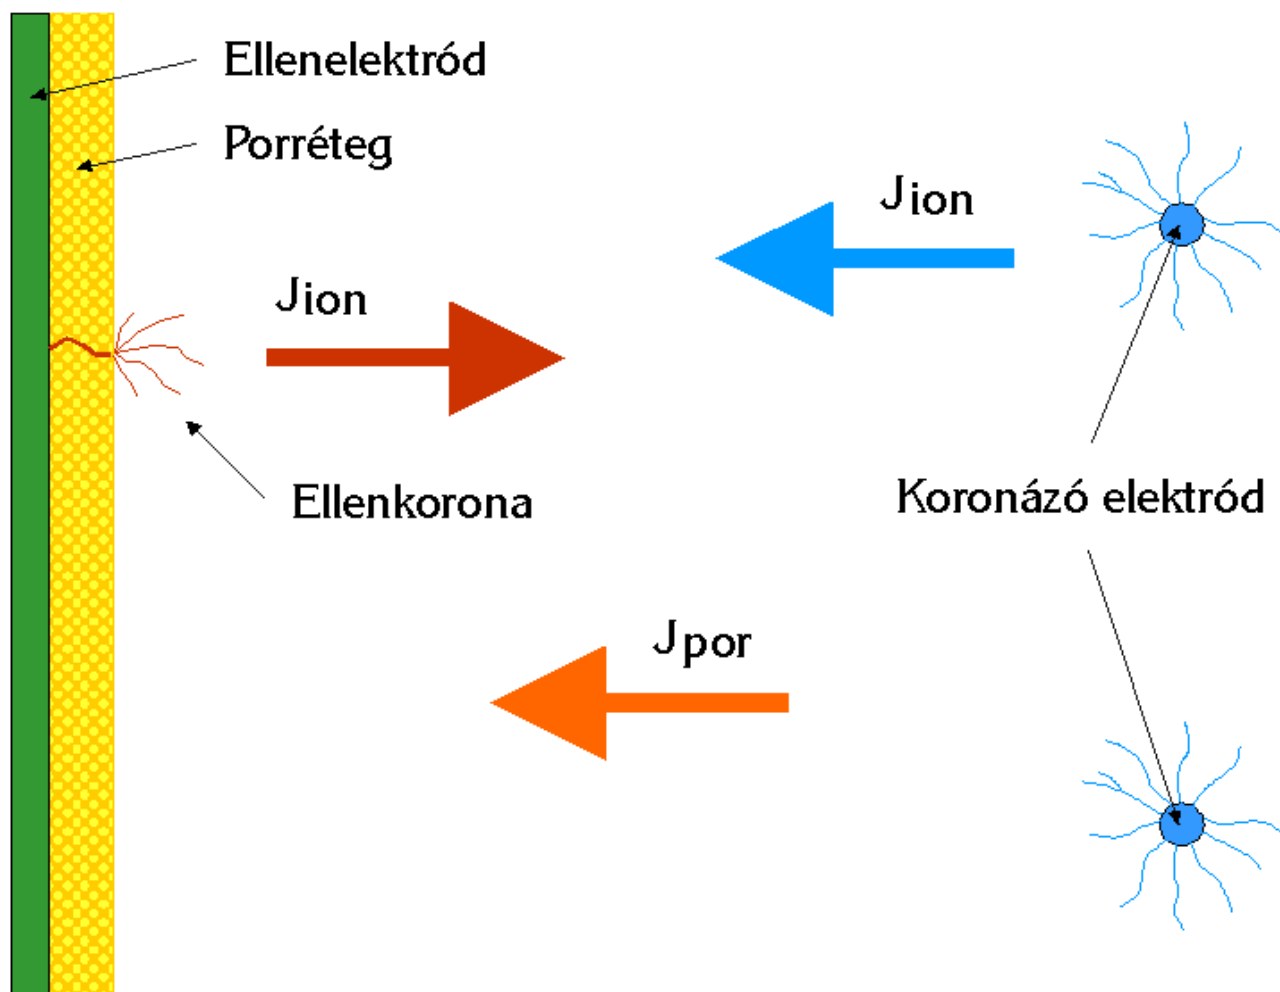 Ellenelektród
Porréteg
Jion
Jion
Ellenkorona
Koronázó elektród
Jpor